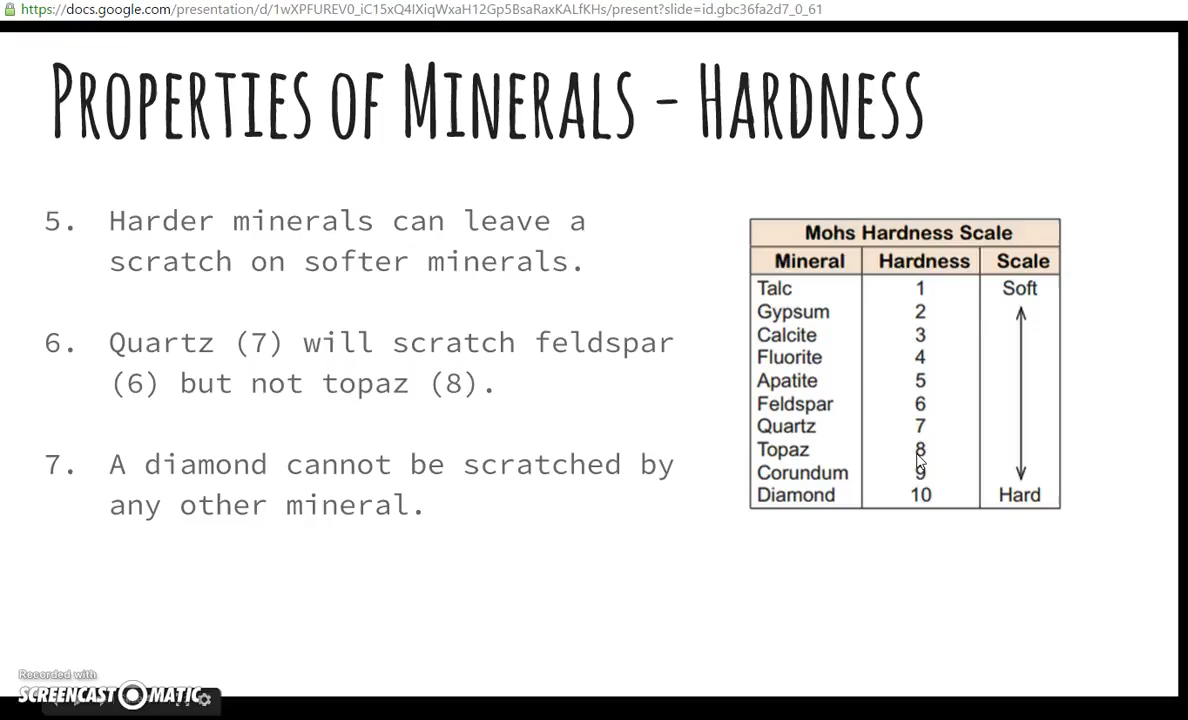 https://docs.google.com/presentation/d/1wXPFUREV0_iC15xQ4IXiqWxaH12Gp5BsaRaxKALfKHs/present?slide=id.gbc36fa2d7_0_61
PROPERTIES OF MINERALS - HARDNESS
5. Harder minerals can leave a
scratch on softer minerals.
6. Quartz (7) will scratch feldspar
(6) but not topaz (8).
7. A diamond cannot be scratched by
any other mineral.
Mohs Hardness Scale
Mineral Hardness Scale
Talc 1 Soft
Gypsum 2
Calcite 3
Fluorite 4
Apatite 5
Feldspar 6
Quartz 7
Topaz 8
Corundum 9
Diamond 10 Hard
Recorded with
SCREENCAST-O-MATIC